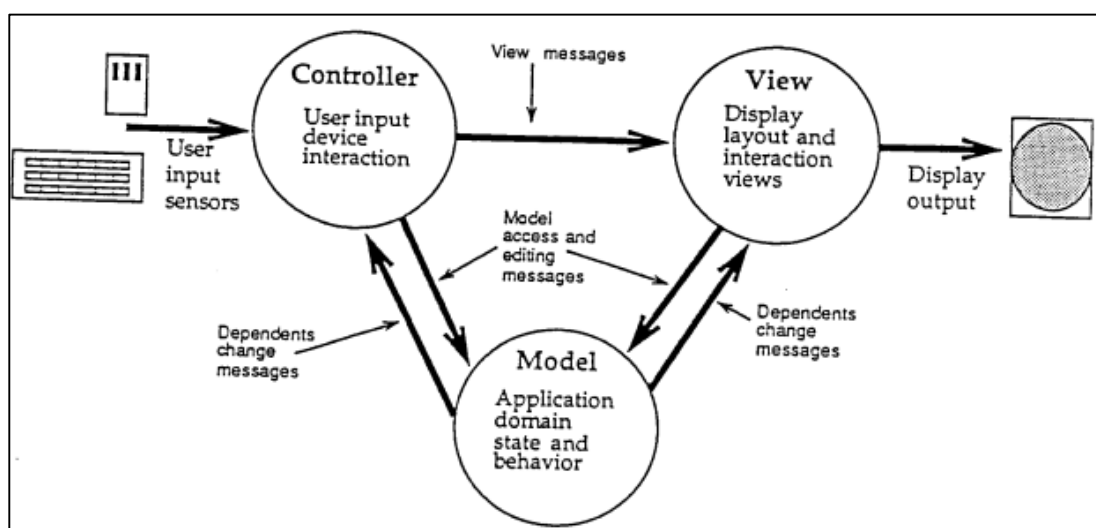 View messages
Controller
User input
device
interaction
View
Display
layout and
interaction
views
User
input
sensors
Display
output
Model
access and
editing
messages
Dependents
change
messages
Dependents
change
messages
Model
Application
domain
state and
behavior